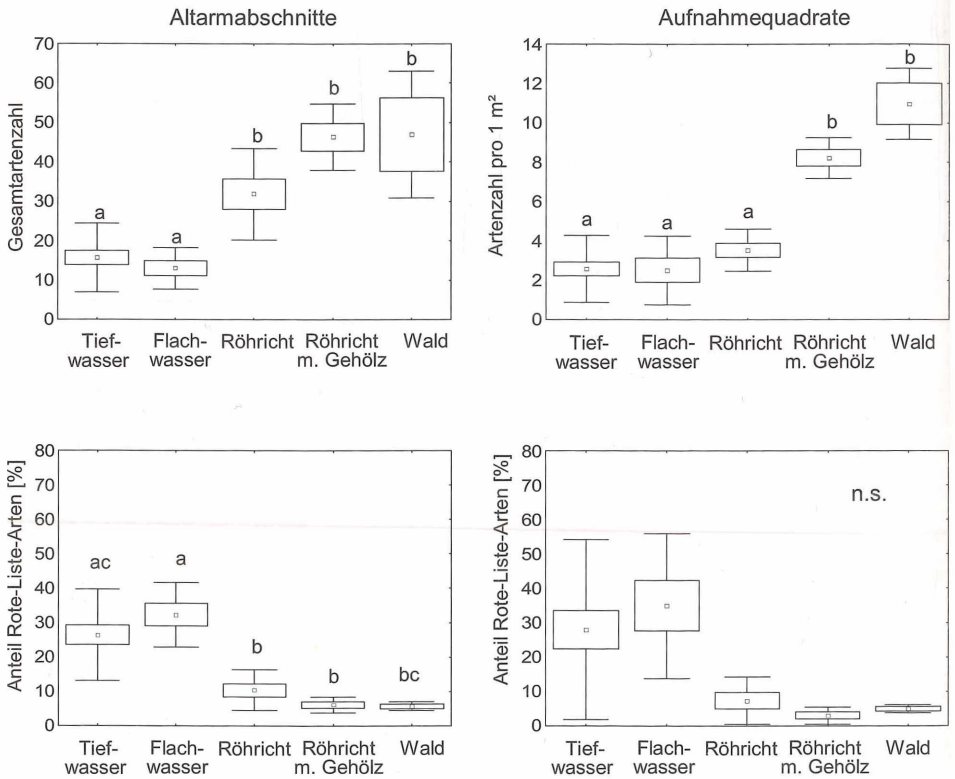 Altarmabschnitte
Gesamtartenzahl
70
60
50
40
30
20
10
0
a
a
b
b
b
Tief-
wasser
Flach-
wasser
Röhricht
Röhricht
m. Gehölz
Wald
Aufnahmequadrate
Artenzahl pro 1 m²
14
12
10
8
6
4
2
0
a
a
a
b
b
Tief-
wasser
Flach-
wasser
Röhricht
Röhricht
m. Gehölz
Wald
Anteil Rote-Liste-Arten [%]
80
70
60
50
40
30
20
10
0
ac
a
b
b
bc
Tief-
wasser
Flach-
wasser
Röhricht
Röhricht
m. Gehölz
Wald
Anteil Rote-Liste-Arten [%]
80
70
60
50
40
30
20
10
0
n.s.
Tief-
wasser
Flach-
wasser
Röhricht
Röhricht
m. Gehölz
Wald